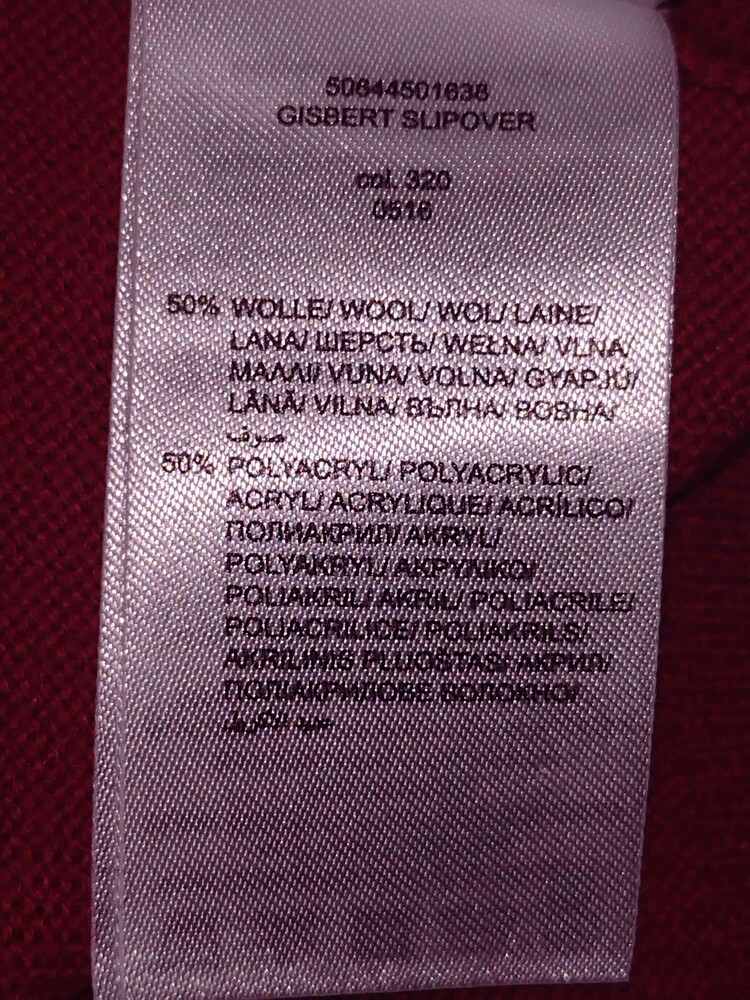 50644501636
GISBERT SLIPOVER
col. 320
0516
50% WOLLE/ WOOL/ WOL/ LAINE/
LANA/ ШЕРСТЬ/ WEŁNA/ VLNA/
ΜΑΛΛΙ/ VUNA/ VOLNA/ GYAPJÚ/
LÂNĂ/ VILNA/ ВЪЛНА/ ВОВНА/
صوف
50% POLYACRYL/ POLYACRYLIC/
ACRYL/ ACRYLIQUE/ ACRÍLICO/
ПОЛИАКРИЛ/ AKRYL/
POLYAKRYL/ ΑΚΡΥΛΙΚΟ/
POLIAKRIL/ AKRIL/ POLIACRILE/
POLIACRILICE/ POLIAKRILS/
AKRILINIS PLUOŠTAS/ АКРИЛ/
ПОЛІАКРИЛОВЕ ВОЛОКНО/